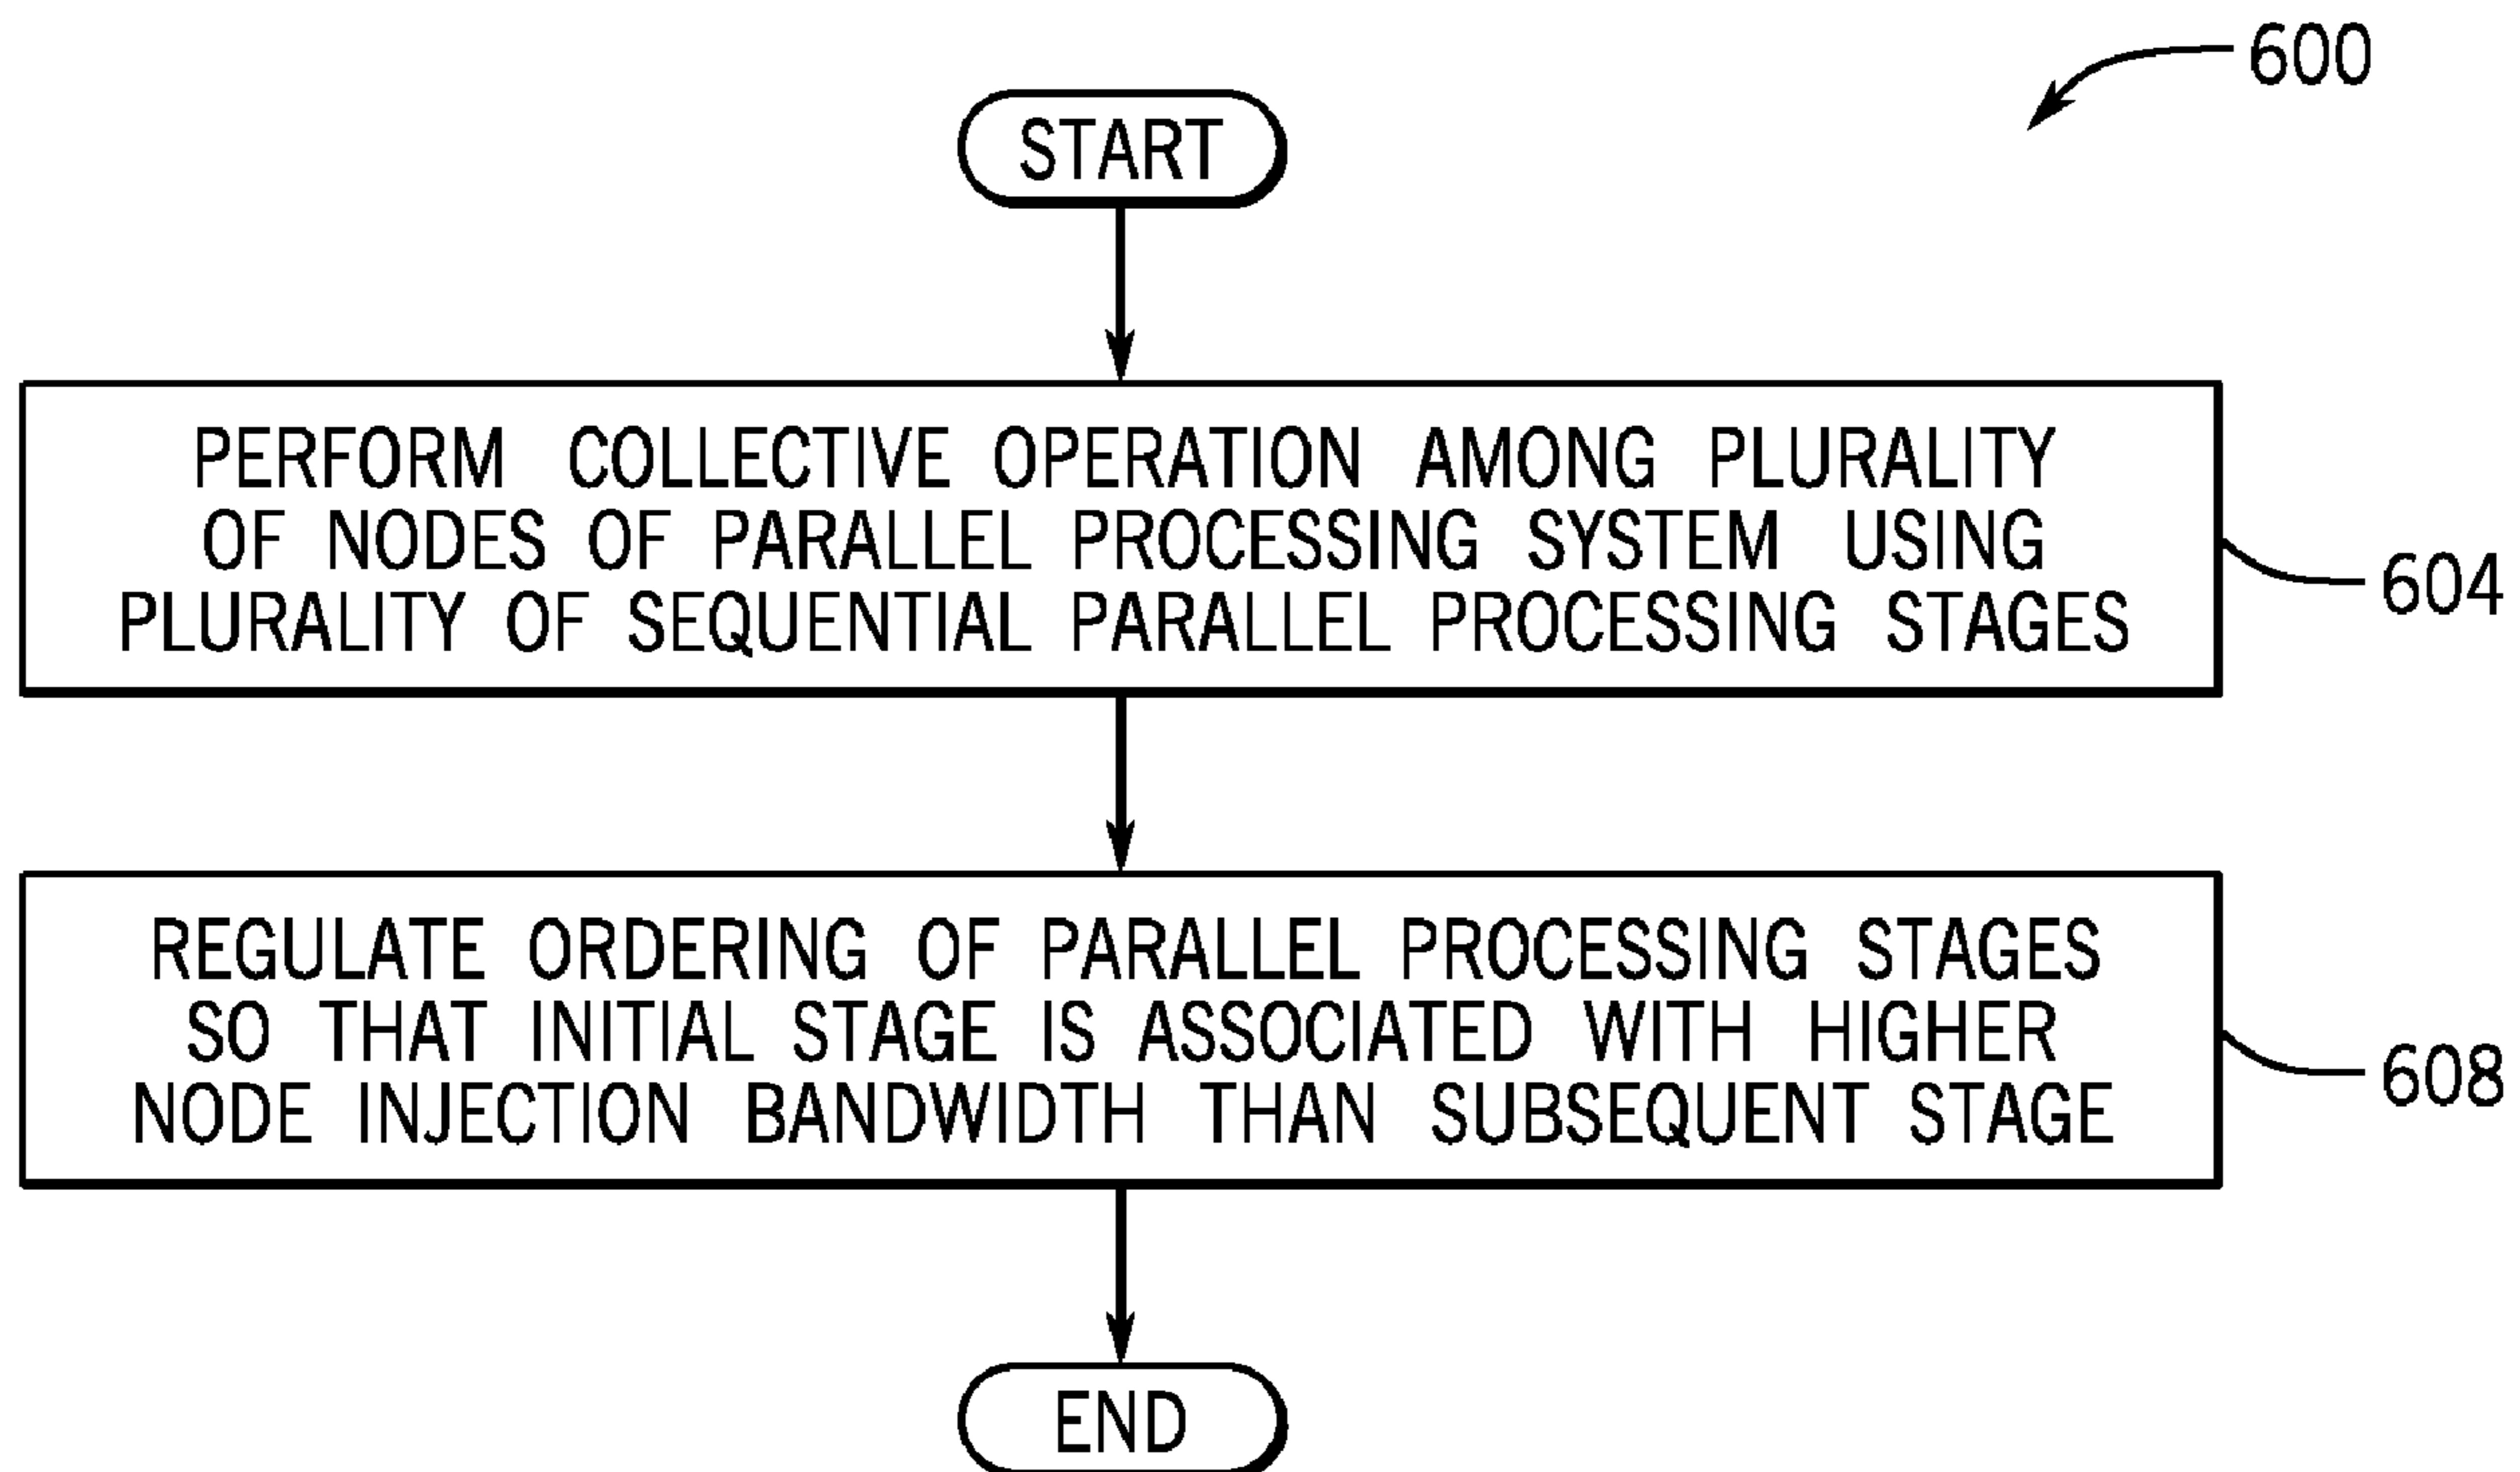 600
START
PERFORM COLLECTIVE OPERATION AMONG PLURALITY
OF NODES OF PARALLEL PROCESSING SYSTEM USING
PLURALITY OF SEQUENTIAL PARALLEL PROCESSING STAGES
604
REGULATE ORDERING OF PARALLEL PROCESSING STAGES
SO THAT INITIAL STAGE IS ASSOCIATED WITH HIGHER
NODE INJECTION BANDWIDTH THAN SUBSEQUENT STAGE
608
END